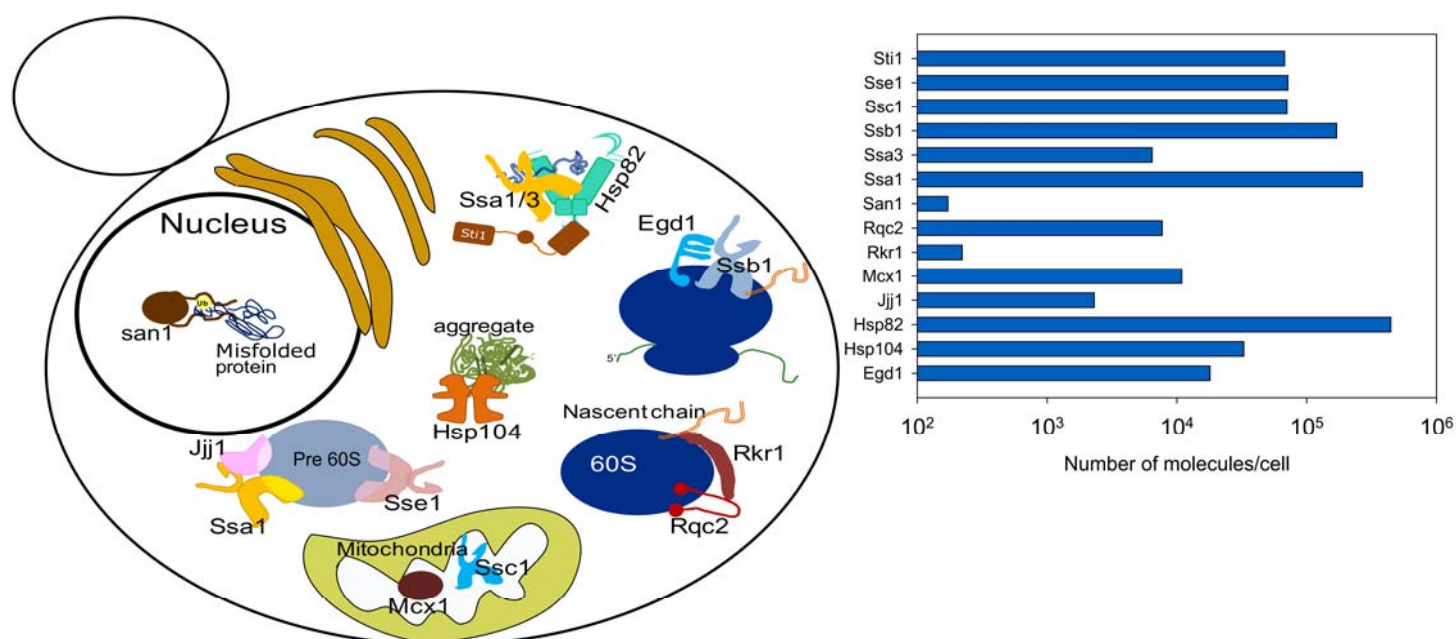 Nucleus
san1
Ub
Misfolded
protein
Ssa1/3
Hsp82
Sti1
Egd1
Ssb1
5'
aggregate
Hsp104
Nascent chain
60S
Rkr1
Rqc2
Jjj1
Pre 60S
Ssa1
Sse1
Mitochondria
Ssc1
Mcx1
Sti1
Sse1
Ssc1
Ssb1
Ssa3
Ssa1
San1
Rqc2
Rkr1
Mcx1
Jjj1
Hsp82
Hsp104
Egd1
10² 10³ 10⁴ 10⁵ 10⁶
Number of molecules/cell